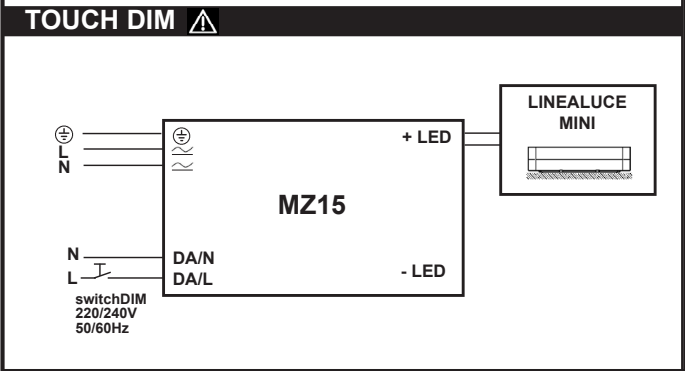 TOUCH DIM
LINEALUCE
MINI
+ LED
L
N
MZ15
N
DA/N
L
DA/L
- LED
switchDIM
220/240V
50/60Hz